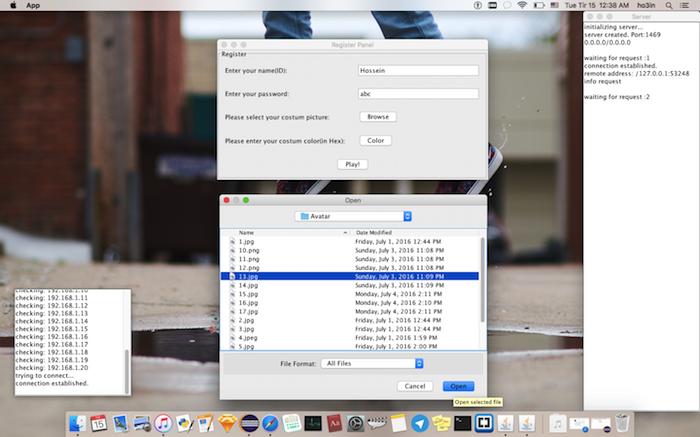 App
Tue Tir 15 12:38 AM ho3in
Register Panel
Register
Enter your name(ID):
Hossein
Enter your password:
abc
Please select your costum picture:
Browse
Please enter your costum color(in Hex):
Color
Play!
Server
initializing server...
server created. Port:1469
0.0.0.0/0.0.0.0
waiting for request :1
connection established.
remote address: /127.0.0.1:53248
info request
waiting for request :2
Open
Avatar
Name Date Modified
1.jpg Friday, July 1, 2016 12:44 PM
10.png Sunday, July 3, 2016 11:08 PM
11.png Sunday, July 3, 2016 11:08 PM
12.png Sunday, July 3, 2016 11:08 PM
13.jpg Sunday, July 3, 2016 11:09 PM
14.jpg Sunday, July 3, 2016 11:09 PM
15.jpg Monday, July 4, 2016 2:11 PM
16.jpg Monday, July 4, 2016 2:10 PM
17.jpg Monday, July 4, 2016 2:11 PM
2.jpg Friday, July 1, 2016 12:44 PM
3.jpg Friday, July 1, 2016 12:44 PM
4.jpeg Friday, July 1, 2016 1:59 PM
5.jpg Friday, July 1, 2016 2:00 PM
File Format: All Files
Cancel
Open
Open selected file
checking: 192.168.1.10
checking: 192.168.1.11
checking: 192.168.1.12
checking: 192.168.1.13
checking: 192.168.1.14
checking: 192.168.1.15
checking: 192.168.1.16
checking: 192.168.1.17
checking: 192.168.1.18
checking: 192.168.1.19
checking: 192.168.1.20
trying to connect...
connection established.
15